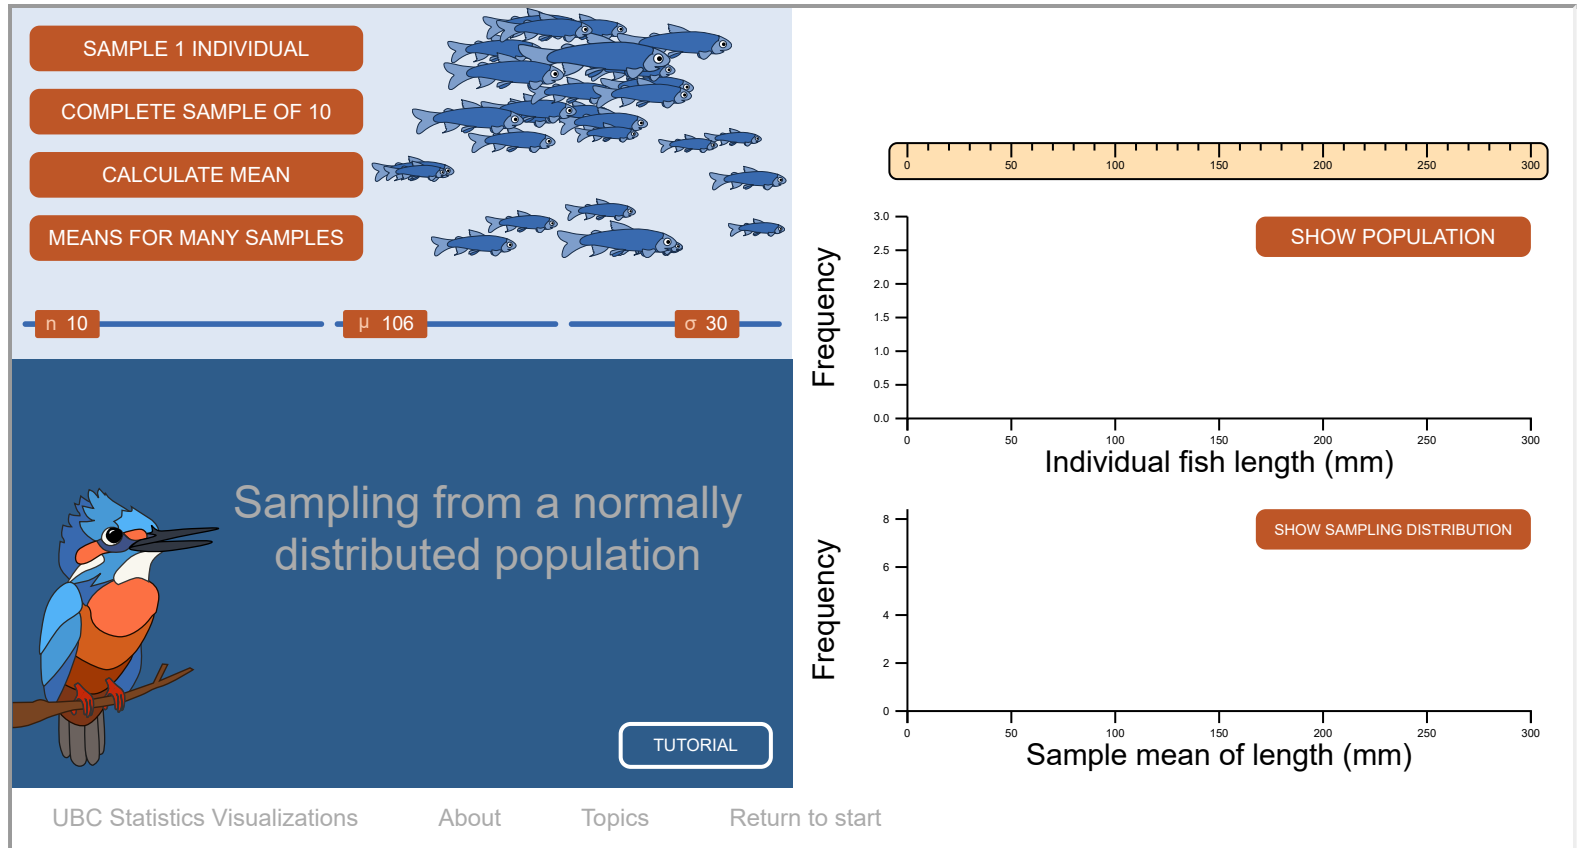 SAMPLE 1 INDIVIDUAL
COMPLETE SAMPLE OF 10
CALCULATE MEAN
MEANS FOR MANY SAMPLES
n 10
μ 106
σ 30
Sampling from a normally
distributed population
TUTORIAL
0 50 100 150 200 250 300
SHOW POPULATION
Frequency
3.0
2.5
2.0
1.5
1.0
0.5
0.0
0 50 100 150 200 250 300
Individual fish length (mm)
SHOW SAMPLING DISTRIBUTION
Frequency
8
6
4
2
0
0 50 100 150 200 250 300
Sample mean of length (mm)
UBC Statistics Visualizations About Topics Return to start